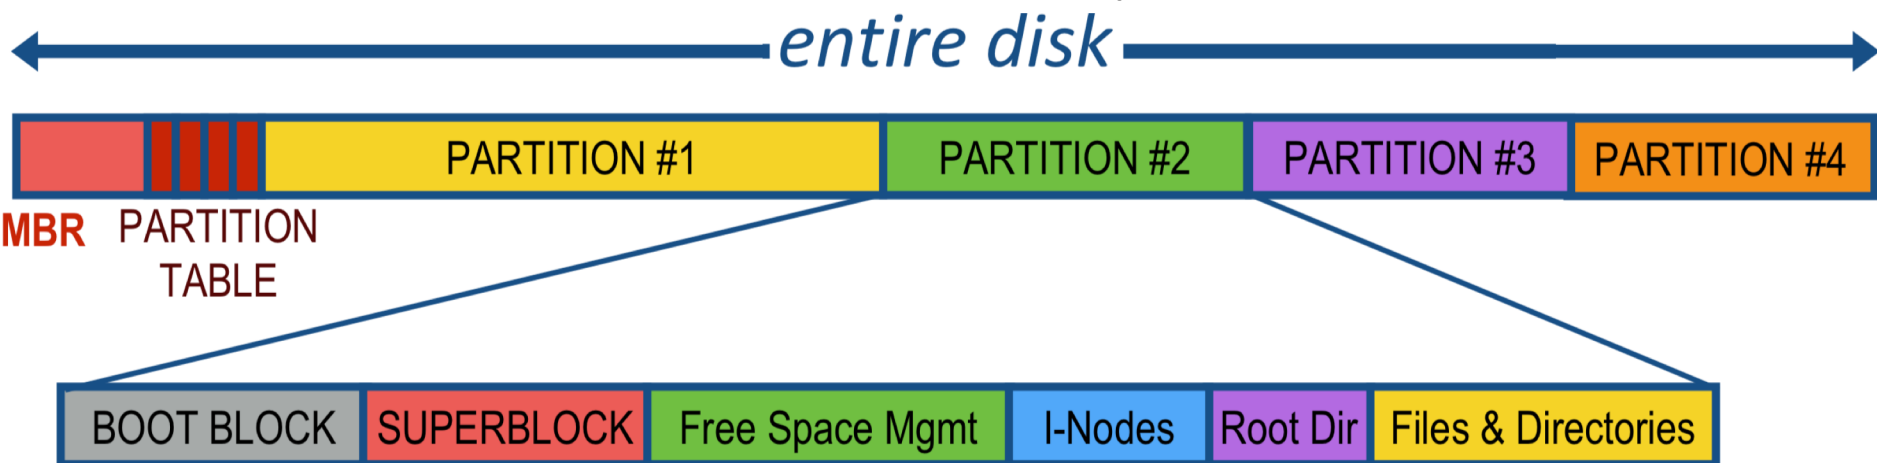 entire disk
PARTITION #1 PARTITION #2 PARTITION #3 PARTITION #4
MBR PARTITION
TABLE
BOOT BLOCK SUPERBLOCK Free Space Mgmt I-Nodes Root Dir Files & Directories